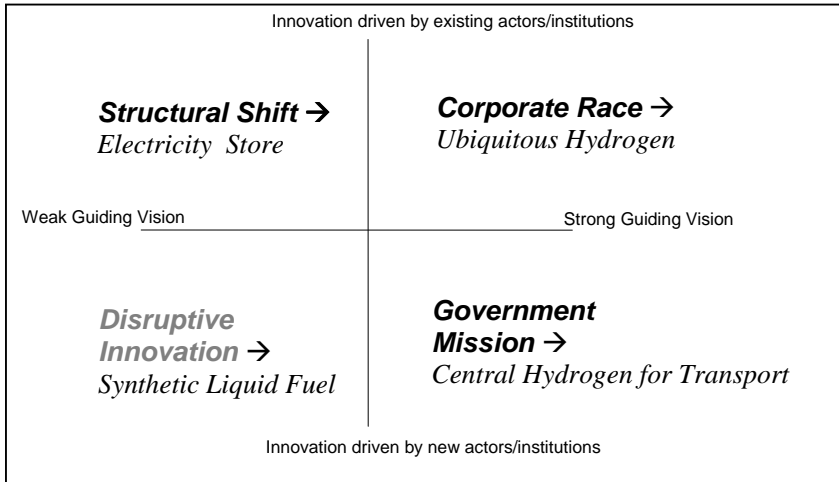 Innovation driven by existing actors/institutions
Structural Shift →
Electricity Store
Corporate Race →
Ubiquitous Hydrogen
Weak Guiding Vision
Strong Guiding Vision
Disruptive
Innovation →
Synthetic Liquid Fuel
Government
Mission →
Central Hydrogen for Transport
Innovation driven by new actors/institutions